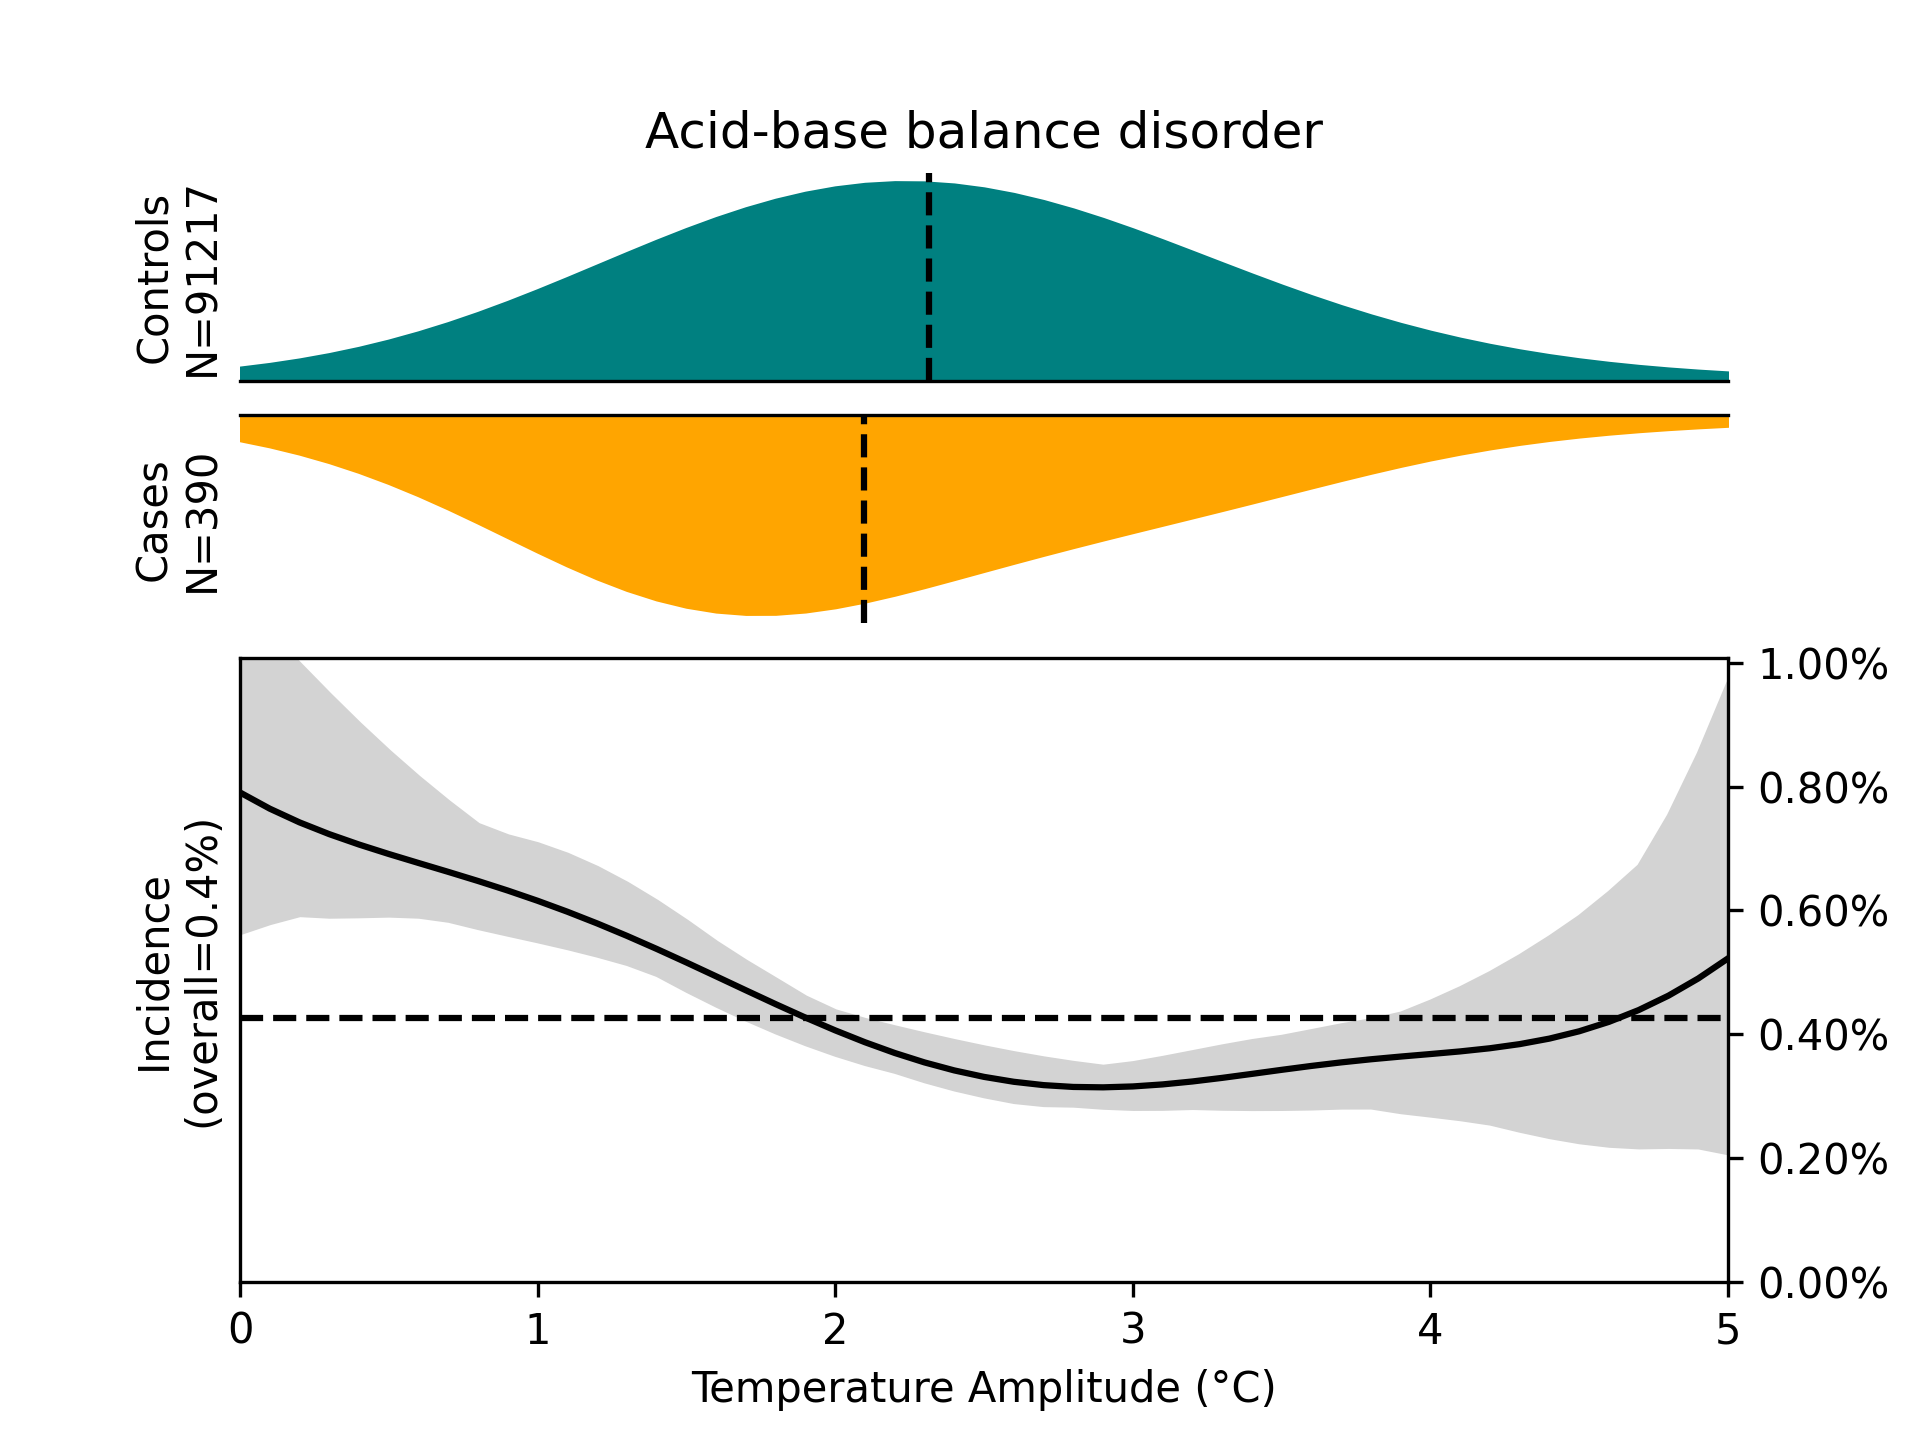 Acid-base balance disorder
Controls
N=91217
Cases
N=390
Incidence
(overall=0.4%)
1.00%
0.80%
0.60%
0.40%
0.20%
0.00%
0 1 2 3 4 5
Temperature Amplitude (°C)